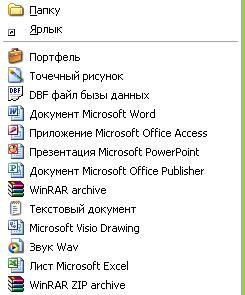 Папку
Ярлык
Портфель
Точечный рисунок
DBF файл бызы данных
Документ Microsoft Word
Приложение Microsoft Office Access
Презентация Microsoft PowerPoint
Документ Microsoft Office Publisher
WinRAR archive
Текстовый документ
Microsoft Visio Drawing
Звук Wav
Лист Microsoft Excel
WinRAR ZIP archive